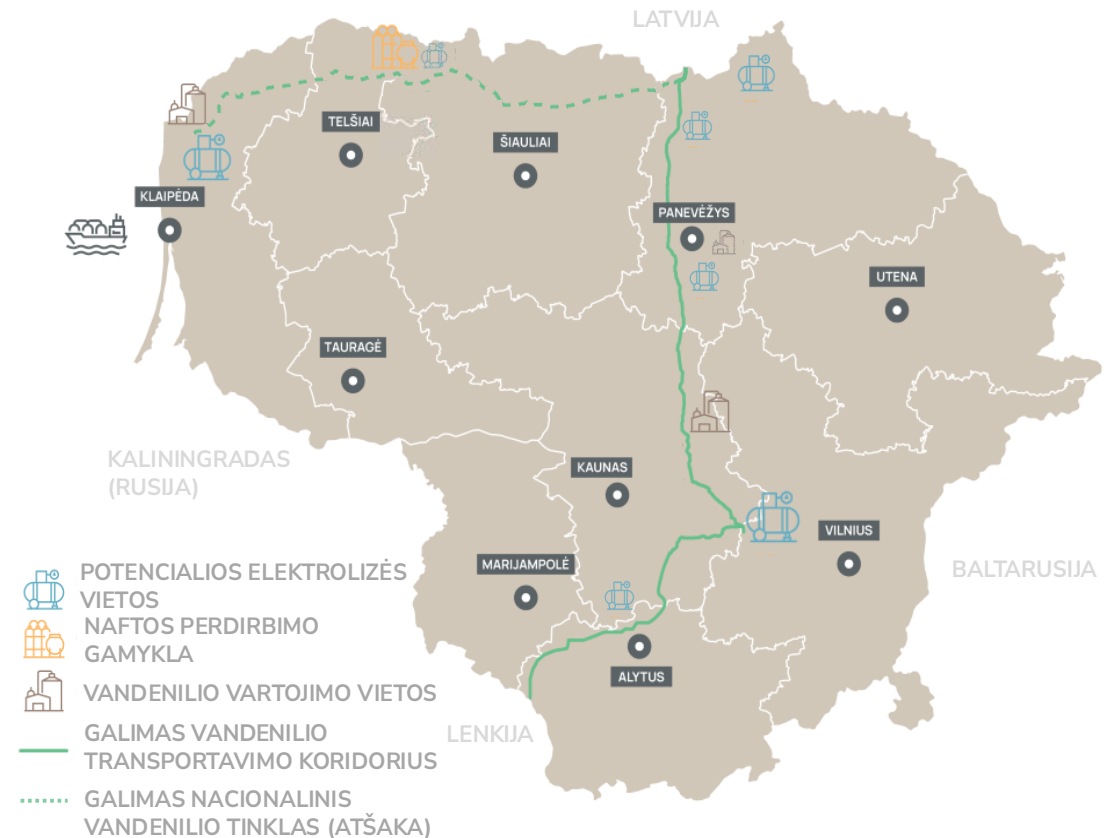 LATVIJA
TELŠIAI
ŠIAULIAI
KLAIPĖDA
PANEVĖŽYS
UTENA
TAURAGĖ
KALININGRADAS
(RUSIJA)
KAUNAS
VILNIUS
MARIJAMPOLĖ
BALTARUSIJA
ALYTUS
LENKIJA
POTENCIALIOS ELEKTROLIZĖS
VIETOS
NAFTOS PERDIRBIMO
GAMYKLA
VANDENILIO VARTOJIMO VIETOS
GALIMAS VANDENILIO
TRANSPORTAVIMO KORIDORIUS
GALIMAS NACIONALINIS
VANDENILIO TINKLAS (ATŠAKA)